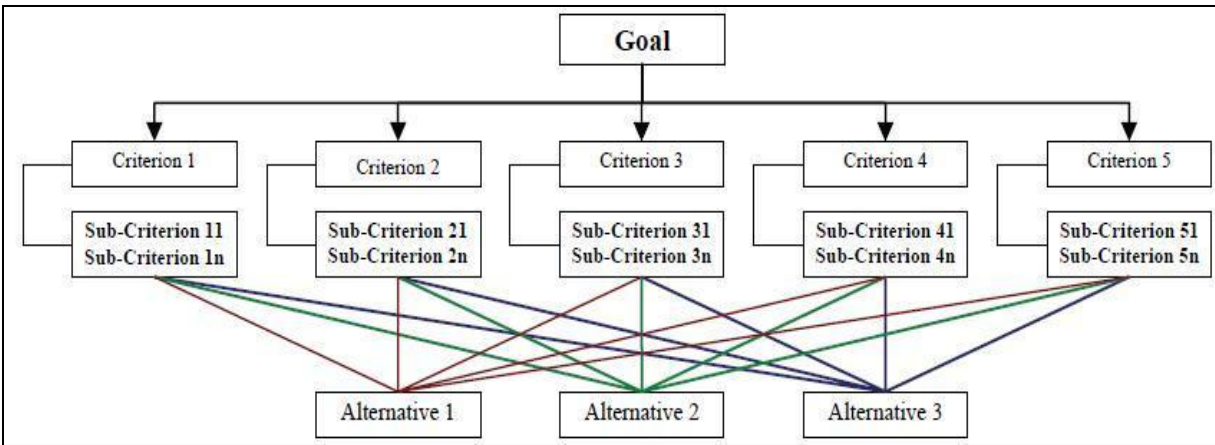 Goal
Criterion 1
Criterion 2
Criterion 3
Criterion 4
Criterion 5
Sub-Criterion 11
Sub-Criterion 1n
Sub-Criterion 21
Sub-Criterion 2n
Sub-Criterion 31
Sub-Criterion 3n
Sub-Criterion 41
Sub-Criterion 4n
Sub-Criterion 51
Sub-Criterion 5n
Alternative 1
Alternative 2
Alternative 3